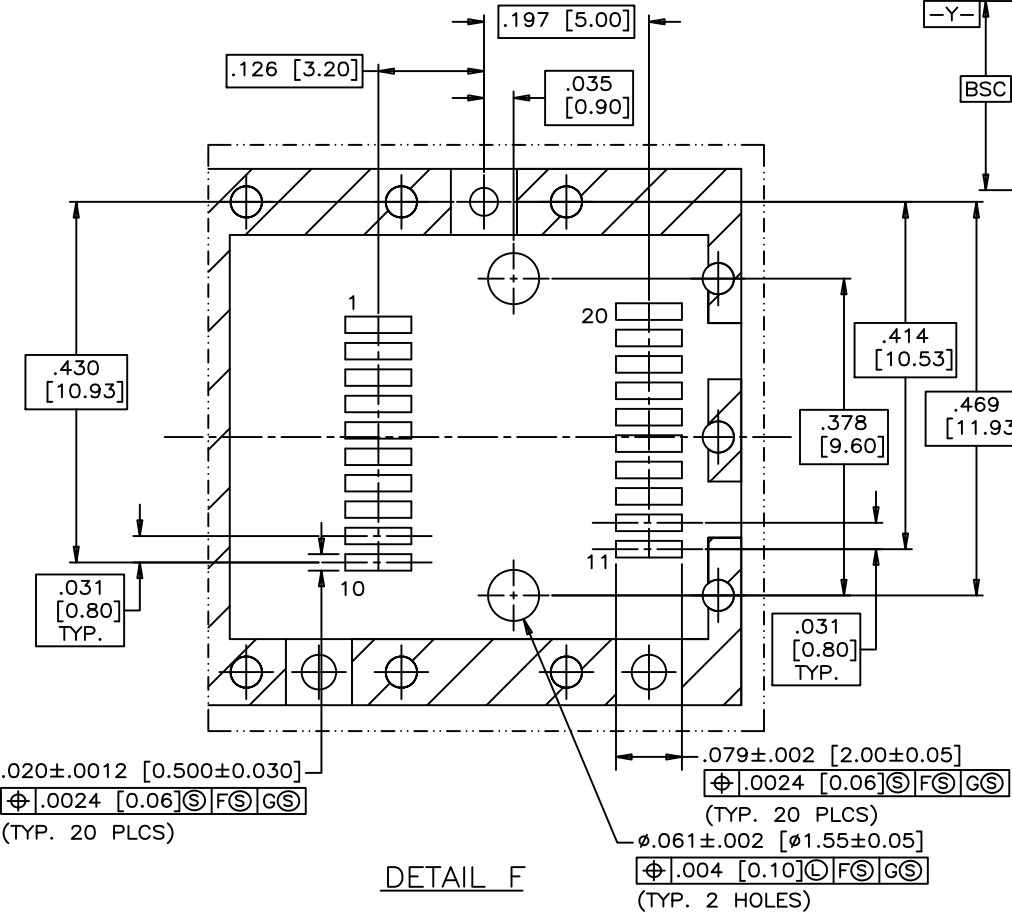 .197 [5.00]
-Y-
.126 [3.20]
.035
[0.90]
BSC
1
20
.430
[10.93]
.414
[10.53]
.378
[9.60]
.469
[11.93
.031
[0.80]
TYP.
10
11
.031
[0.80]
TYP.
.020±.0012 [0.500±0.030]
⌖ .0024 [0.06]Ⓢ FⓈ GⓈ
(TYP. 20 PLCS)
.079±.002 [2.00±0.05]
⌖ .0024 [0.06]Ⓢ FⓈ GⓈ
(TYP. 20 PLCS)
ø.061±.002 [ø1.55±0.05]
⌖ .004 [0.10]Ⓛ FⓈ GⓈ
(TYP. 2 HOLES)
DETAIL F